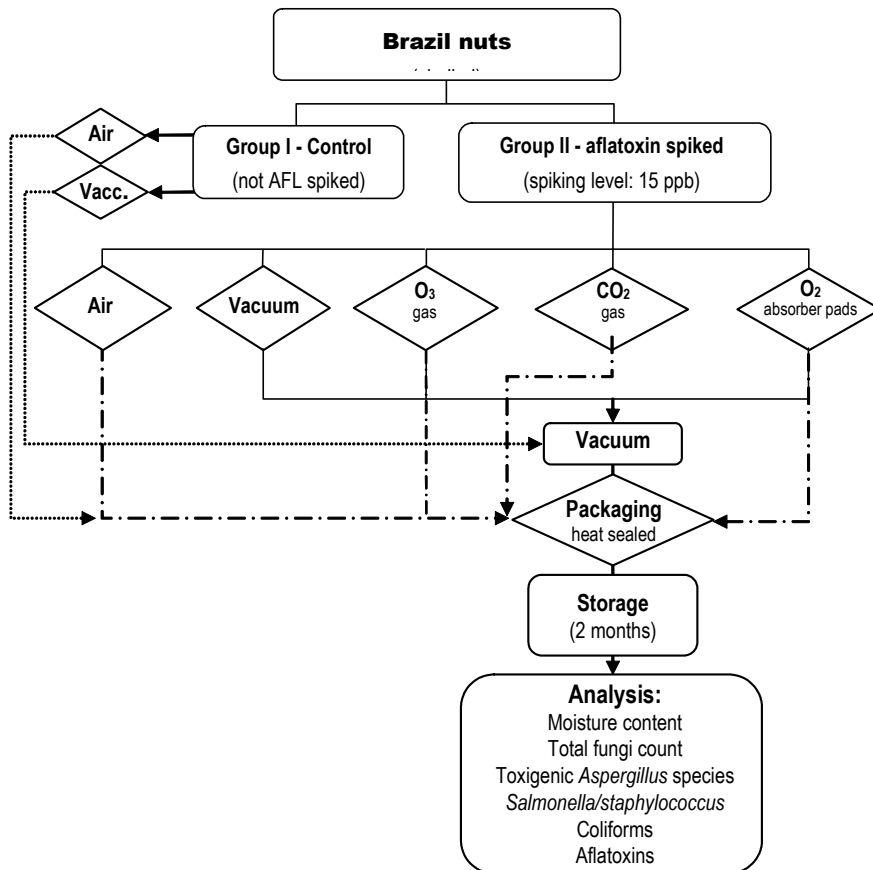 Brazil nuts
Air
Group I - Control
(not AFL spiked)
Group II - aflatoxin spiked
(spiking level: 15 ppb)
Vacc.
Air
Vacuum
O₃
gas
CO₂
gas
O₂
absorber pads
Vacuum
Packaging
heat sealed
Storage
(2 months)
Analysis:
Moisture content
Total fungi count
Toxigenic Aspergillus species
Salmonella/staphylococcus
Coliforms
Aflatoxins